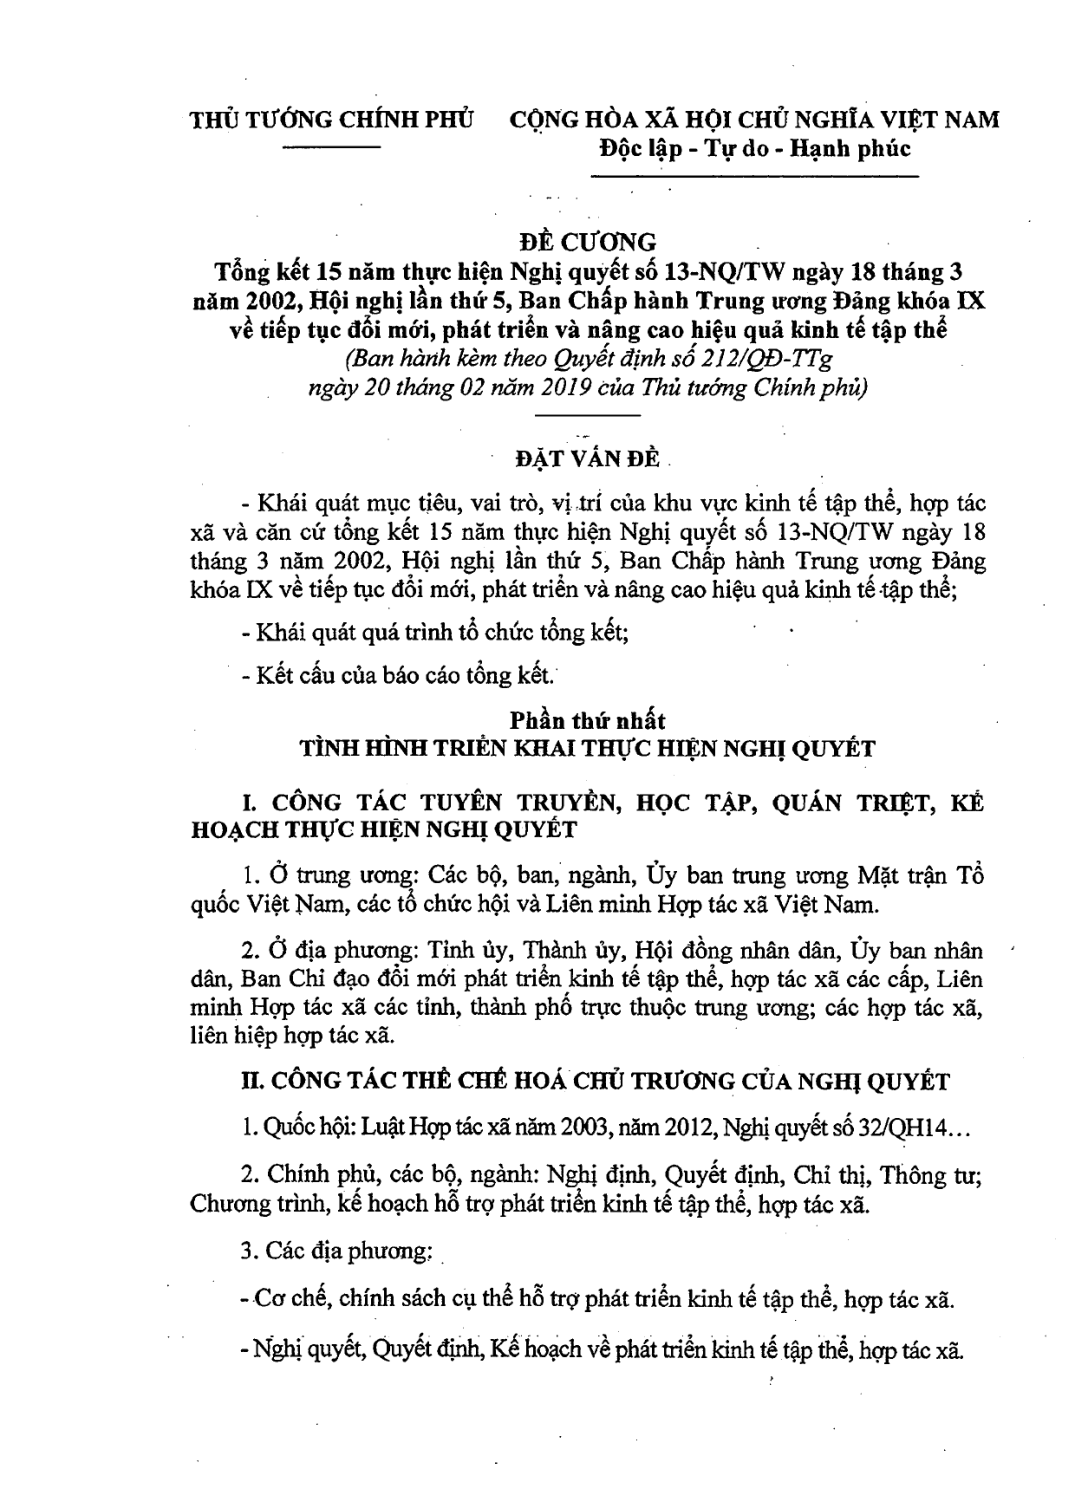 THỦ TƯỚNG CHÍNH PHỦ
CỘNG HÒA XÃ HỘI CHỦ NGHĨA VIỆT NAM
Độc lập - Tự do - Hạnh phúc
ĐỀ CƯƠNG
Tổng kết 15 năm thực hiện Nghị quyết số 13-NQ/TW ngày 18 tháng 3
năm 2002, Hội nghị lần thứ 5, Ban Chấp hành Trung ương Đảng khóa IX
về tiếp tục đổi mới, phát triển và nâng cao hiệu quả kinh tế tập thể
(Ban hành kèm theo Quyết định số 212/QĐ-TTg
ngày 20 tháng 02 năm 2019 của Thủ tướng Chính phủ)
ĐẶT VẤN ĐỀ
- Khái quát mục tiêu, vai trò, vị trí của khu vực kinh tế tập thể, hợp tác
xã và căn cứ tổng kết 15 năm thực hiện Nghị quyết số 13-NQ/TW ngày 18
tháng 3 năm 2002, Hội nghị lần thứ 5, Ban Chấp hành Trung ương Đảng
khóa IX về tiếp tục đổi mới, phát triển và nâng cao hiệu quả kinh tế tập thể;
- Khái quát quá trình tổ chức tổng kết;
- Kết cấu của báo cáo tổng kết.
Phần thứ nhất
TÌNH HÌNH TRIỂN KHAI THỰC HIỆN NGHỊ QUYẾT
I. CÔNG TÁC TUYÊN TRUYỀN, HỌC TẬP, QUÁN TRIỆT, KẾ
HOẠCH THỰC HIỆN NGHỊ QUYẾT
1. Ở trung ương: Các bộ, ban, ngành, Ủy ban trung ương Mặt trận Tổ
quốc Việt Nam, các tổ chức hội và Liên minh Hợp tác xã Việt Nam.
2. Ở địa phương: Tỉnh ủy, Thành ủy, Hội đồng nhân dân, Ủy ban nhân
dân, Ban Chỉ đạo đổi mới phát triển kinh tế tập thể, hợp tác xã các cấp, Liên
minh Hợp tác xã các tỉnh, thành phố trực thuộc trung ương; các hợp tác xã,
liên hiệp hợp tác xã.
II. CÔNG TÁC THỂ CHẾ HOÁ CHỦ TRƯƠNG CỦA NGHỊ QUYẾT
1. Quốc hội: Luật Hợp tác xã năm 2003, năm 2012, Nghị quyết số 32/QH14...
2. Chính phủ, các bộ, ngành: Nghị định, Quyết định, Chỉ thị, Thông tư;
Chương trình, kế hoạch hỗ trợ phát triển kinh tế tập thể, hợp tác xã.
3. Các địa phương:
- Cơ chế, chính sách cụ thể hỗ trợ phát triển kinh tế tập thể, hợp tác xã.
- Nghị quyết, Quyết định, Kế hoạch về phát triển kinh tế tập thể, hợp tác xã.